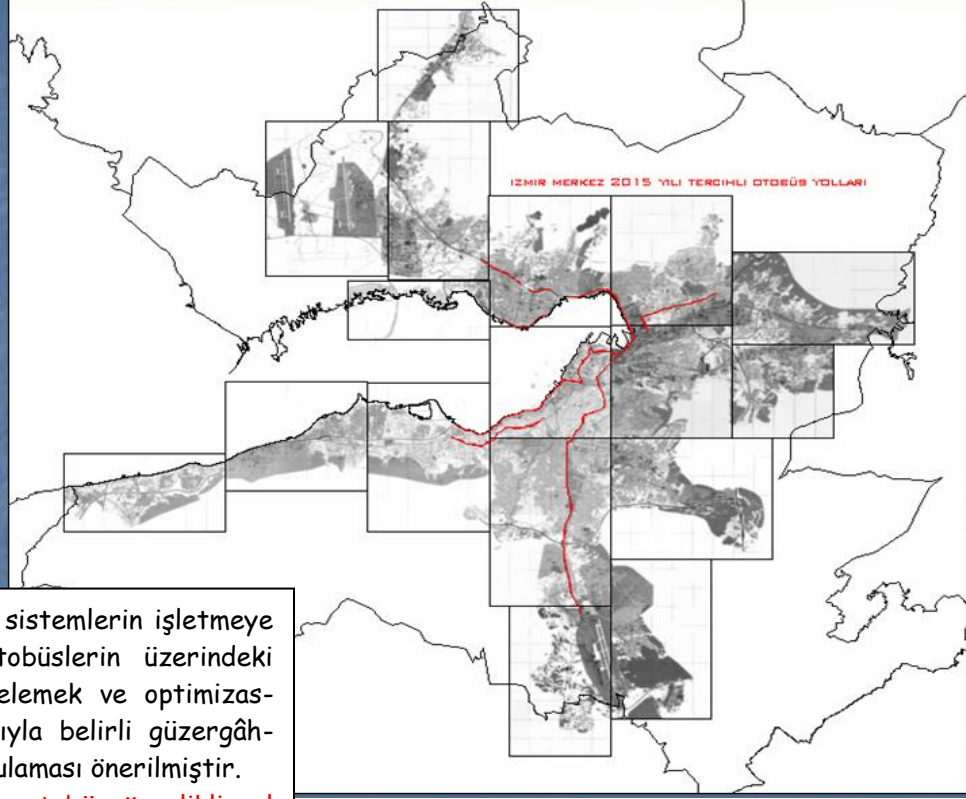 IZMIR MERKEZ 2015 YILI TERCIHLI OTOBÜS YOLLARI
sistemlerin işletmeye
tobüslerin üzerindeki
elemek ve optimizas-
ıyla belirli güzergâh-
ulaması önerilmiştir.